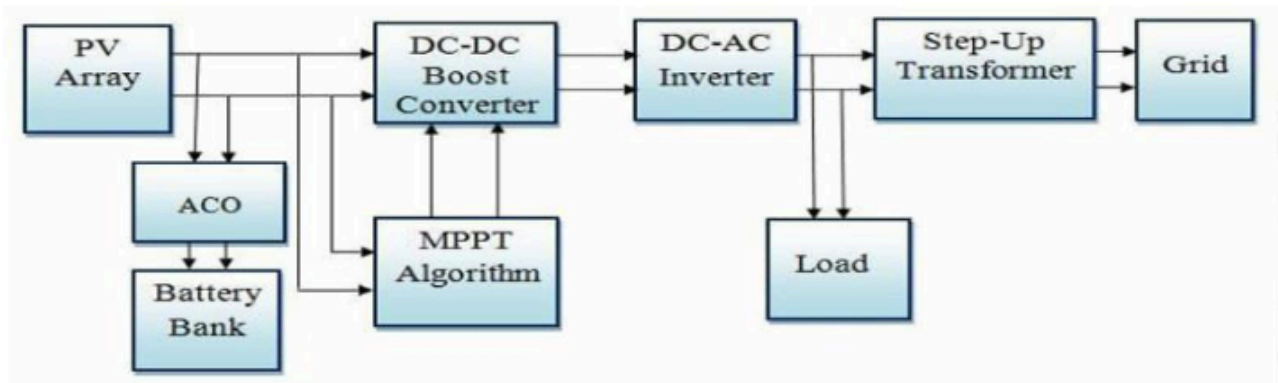 PV
Array
DC-DC
Boost
Converter
DC-AC
Inverter
Step-Up
Transformer
Grid
ACO
MPPT
Algorithm
Load
Battery
Bank